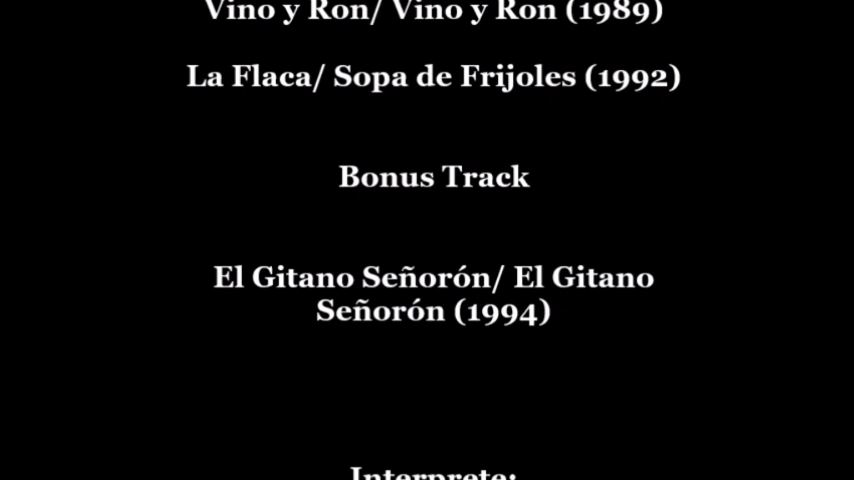 Vino y Ron/ Vino y Ron (1989)
La Flaca/ Sopa de Frijoles (1992)
Bonus Track
El Gitano Señorón/ El Gitano
Señorón (1994)
Interprete: